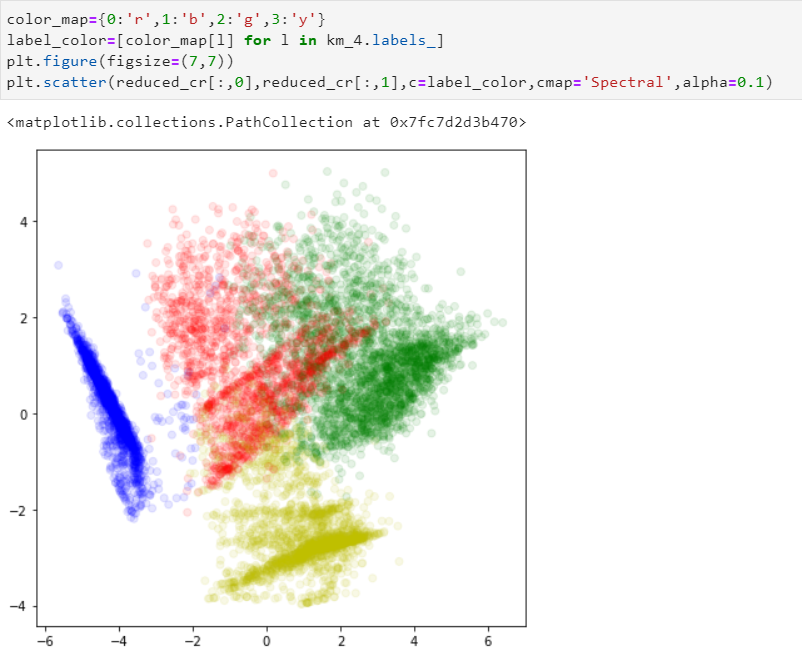 color_map={0:'r',1:'b',2:'g',3:'y'}
label_color=[color_map[l] for l in km_4.labels_]
plt.figure(figsize=(7,7))
plt.scatter(reduced_cr[:,0],reduced_cr[:,1],c=label_color,cmap='Spectral',alpha=0.1)
<matplotlib.collections.PathCollection at 0x7fc7d2d3b470>
4
2
0
−2
−4
−6 −4 −2 0 2 4 6